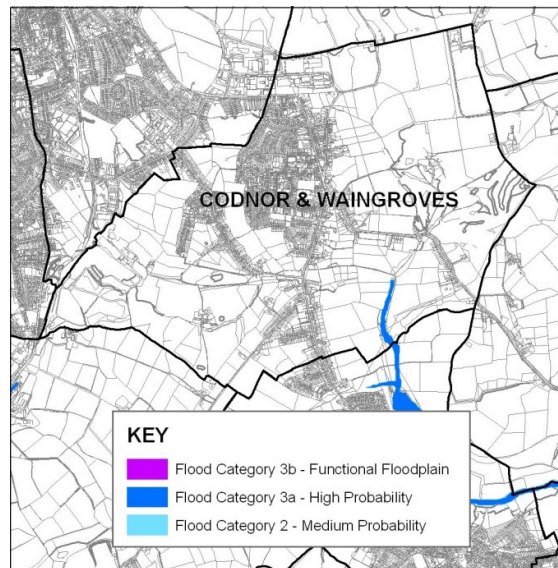 CODNOR & WAINGROVES
KEY
Flood Category 3b - Functional Floodplain
Flood Category 3a - High Probability
Flood Category 2 - Medium Probability